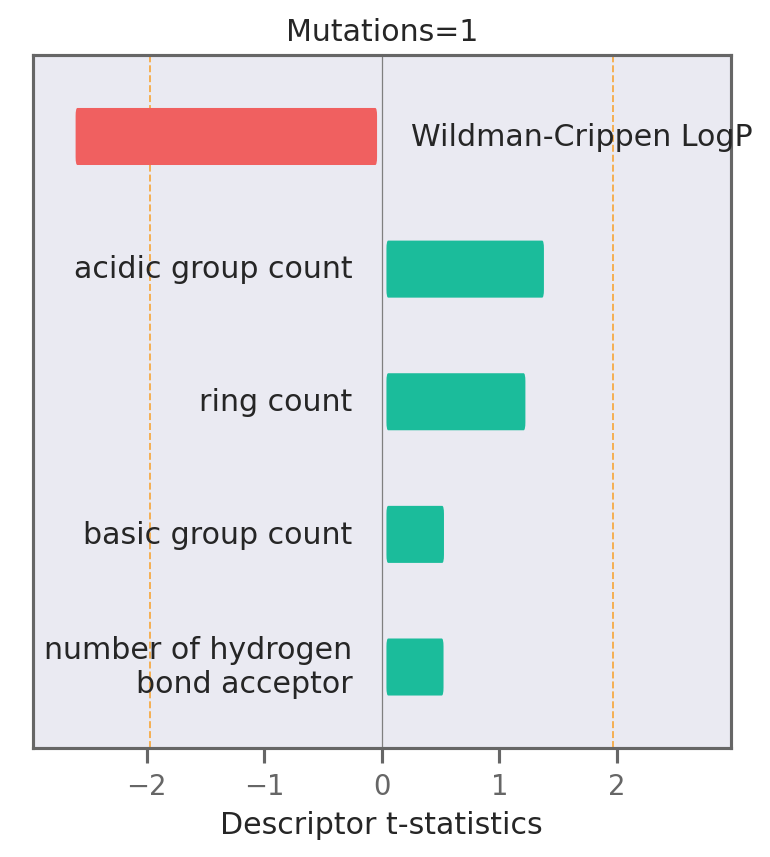 Mutations=1
Wildman-Crippen LogP
acidic group count
ring count
basic group count
number of hydrogen
bond acceptor
−2 −1 0 1 2
Descriptor t-statistics